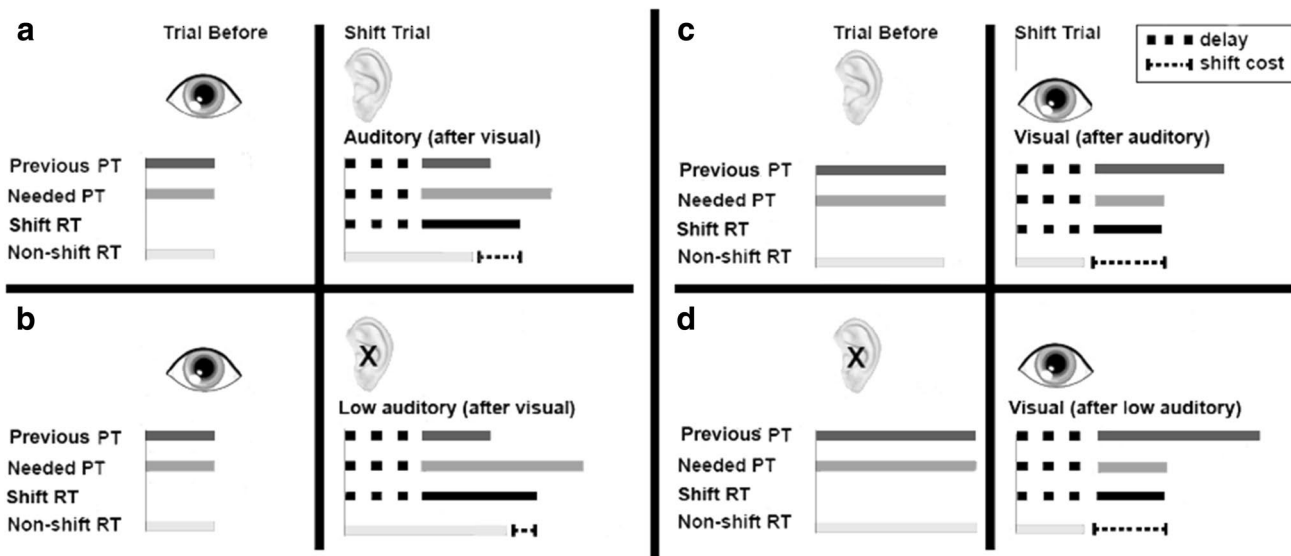 a
Trial Before
Shift Trial
Auditory (after visual)
Previous PT
Needed PT
Shift RT
Non-shift RT
b
X
Low auditory (after visual)
Previous PT
Needed PT
Shift RT
Non-shift RT
c
Trial Before
Shift Trial
delay
shift cost
Visual (after auditory)
Previous PT
Needed PT
Shift RT
Non-shift RT
d
X
Visual (after low auditory)
Previous PT
Needed PT
Shift RT
Non-shift RT